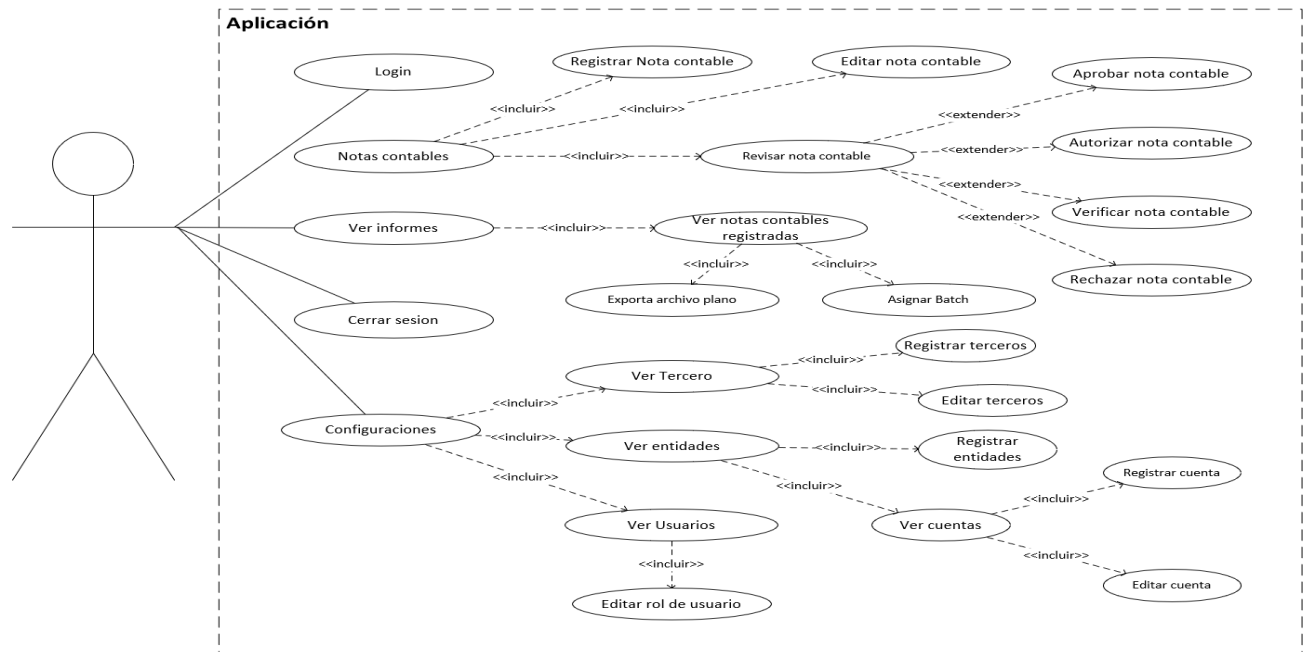 Aplicación
Login
Registrar Nota contable
Editar nota contable
Aprobar nota contable
<<incluir>>
<<incluir>>
<<extender>>
Notas contables
<<incluir>>
Revisar nota contable
<<extender>>
Autorizar nota contable
<<extender>>
Verificar nota contable
<<extender>>
Rechazar nota contable
Ver informes
<<incluir>>
Ver notas contables
registradas
<<incluir>>
<<incluir>>
Exporta archivo plano
Asignar Batch
Cerrar sesion
Configuraciones
<<incluir>>
Ver Tercero
<<incluir>>
Registrar terceros
<<incluir>>
Editar terceros
<<incluir>>
Ver entidades
<<incluir>>
Registrar
entidades
<<incluir>>
Ver cuentas
<<incluir>>
Registrar cuenta
<<incluir>>
Editar cuenta
<<incluir>>
Ver Usuarios
<<incluir>>
Editar rol de usuario